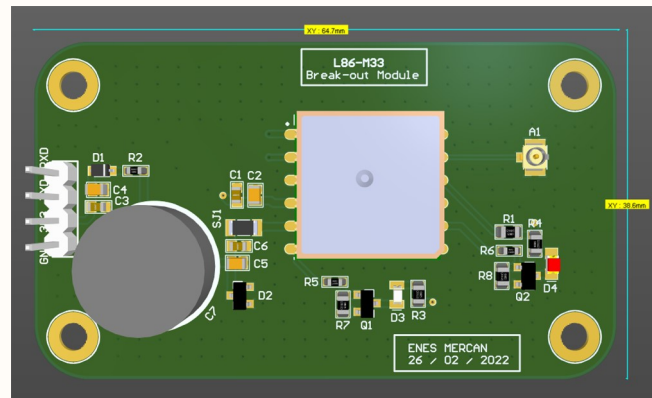 XY : 64.7mm
L86-M33
Break-out Module
A1
D1
R2
C4
C3
C1
C2
SJ1
C6
C5
C7
D2
R5
R7
Q1
D3
R3
R1
R4
R6
R8
Q2
D4
XY : 38.6mm
ENES MERCAN
26 / 02 / 2022